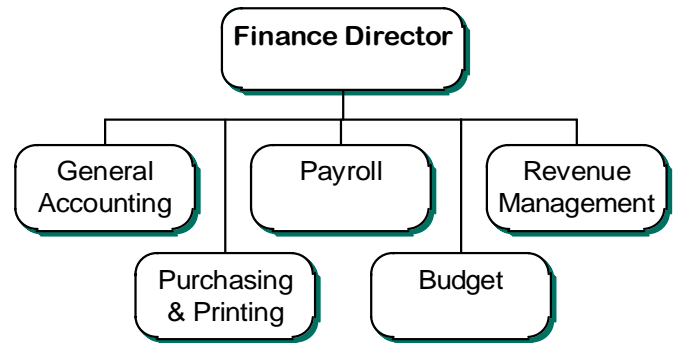 Finance Director
General
Accounting
Payroll
Revenue
Management
Purchasing
& Printing
Budget